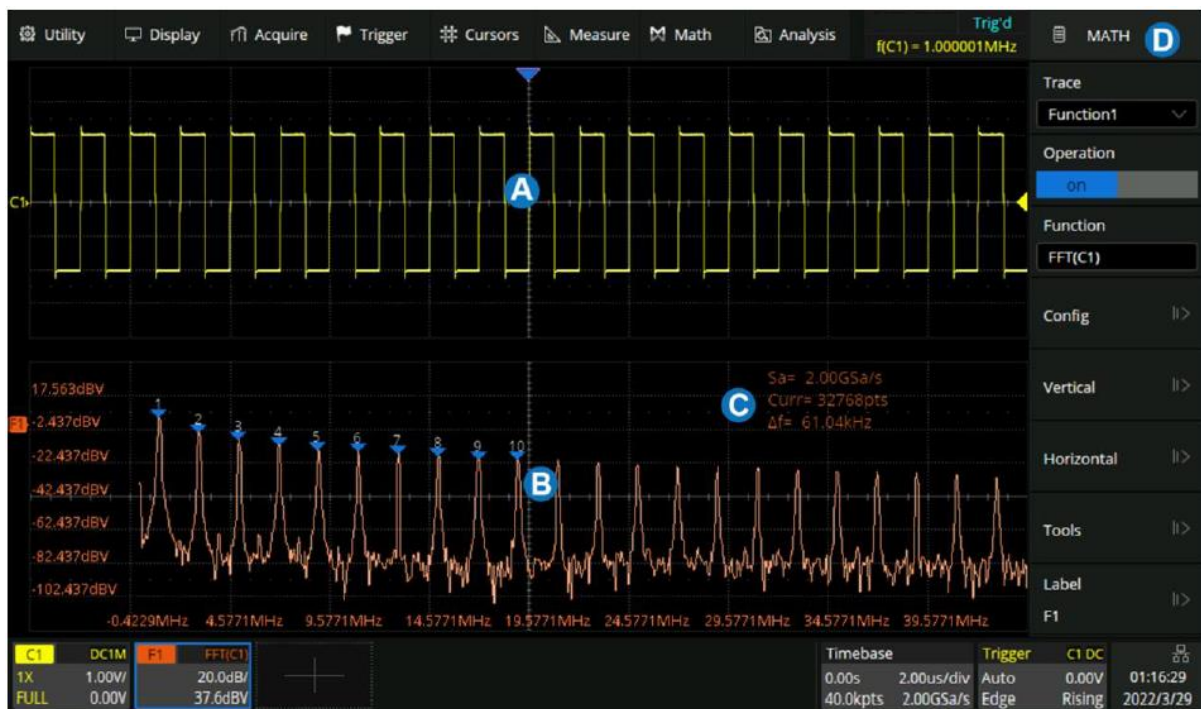 Utility Display Acquire Trigger Cursors Measure Math Analysis
Trig'd
f(C1) = 1.000001MHz
MATH D
Trace
Function1
Operation
on
Function
FFT(C1)
Config
Vertical
Horizontal
Tools
Label
F1
A
C1
Sa= 2.00GSa/s
Curr= 32768pts
Δf= 61.04kHz
C
17.563dBV
F1 -2.437dBV
-22.437dBV
-42.437dBV
-62.437dBV
-82.437dBV
-102.437dBV
1 2 3 4 5 6 7 8 9 10
B
-0.4229MHz 4.5771MHz 9.5771MHz 14.5771MHz 19.5771MHz 24.5771MHz 29.5771MHz 34.5771MHz 39.5771MHz
C1 DC1M
1X 1.00V/
FULL 0.00V
F1 FFT(C1)
20.0dB/
37.6dBV
Timebase
0.00s 2.00us/div
40.0kpts 2.00GSa/s
Trigger C1 DC
Auto 0.00V
Edge Rising
01:16:29
2022/3/29